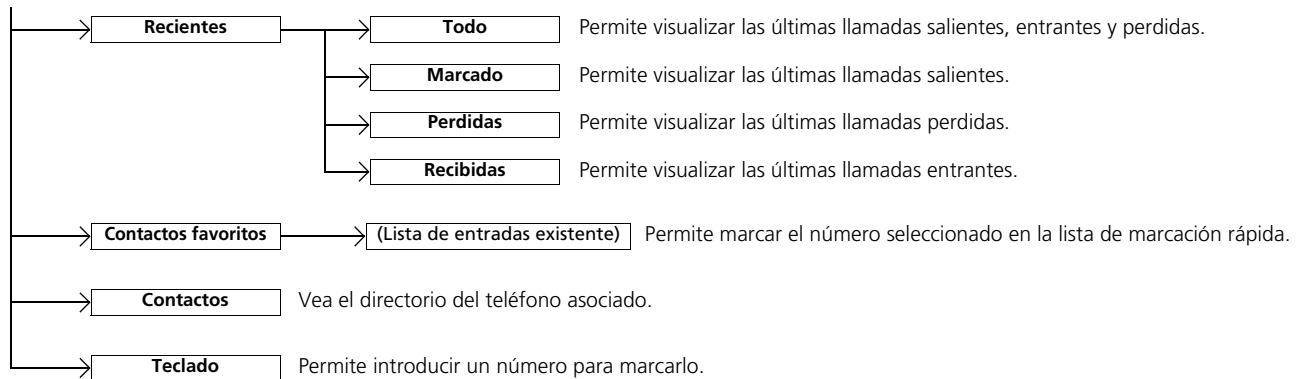 Recientes Todo Permite visualizar las últimas llamadas salientes, entrantes y perdidas.
Marcado Permite visualizar las últimas llamadas salientes.
Perdidas Permite visualizar las últimas llamadas perdidas.
Recibidas Permite visualizar las últimas llamadas entrantes.
Contactos favoritos (Lista de entradas existente) Permite marcar el número seleccionado en la lista de marcación rápida.
Contactos Vea el directorio del teléfono asociado.
Teclado Permite introducir un número para marcarlo.